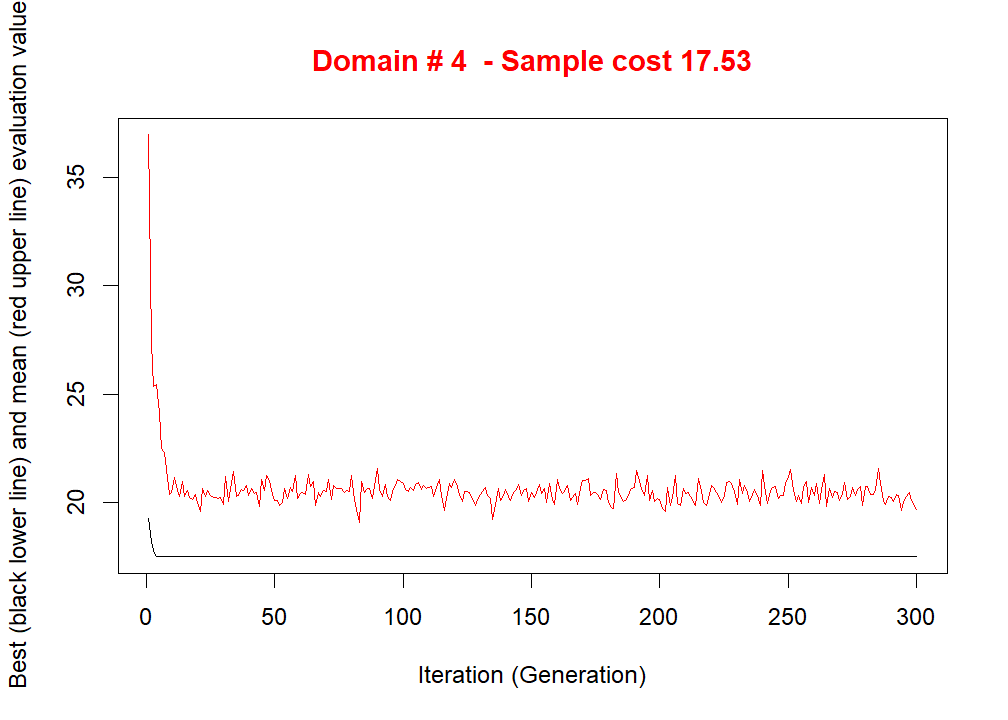 Domain # 4  - Sample cost 17.53
Best (black lower line) and mean (red upper line) evaluation value
35
30
25
20
0 50 100 150 200 250 300
Iteration (Generation)